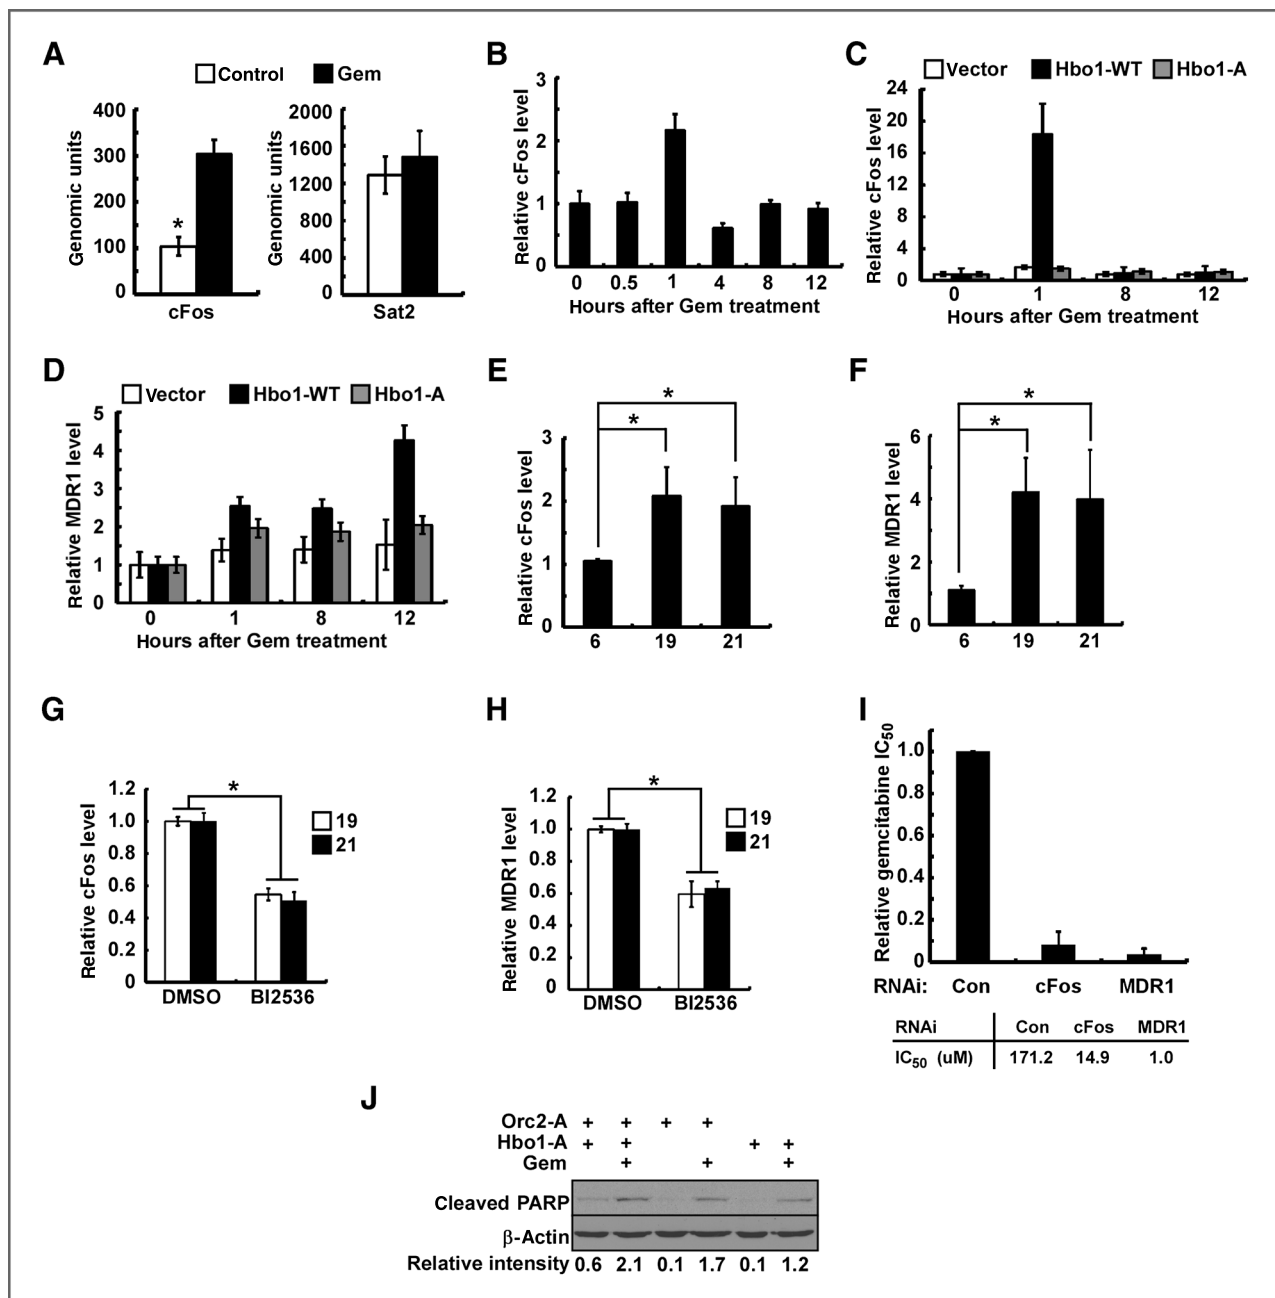 A
Control Gem
Genomic units
400
300
200
100
0
*
cFos
Genomic units
2000
1600
1200
800
400
0
Sat2
B
Relative cFos level
3
2
1
0
0 0.5 1 4 8 12
Hours after Gem treatment
C
Vector Hbo1-WT Hbo1-A
Relative cFos level
24
20
16
12
8
4
0
0 1 8 12
Hours after Gem treatment
D
Vector Hbo1-WT Hbo1-A
Relative MDR1 level
5
4
3
2
1
0
0 1 8 12
Hours after Gem treatment
E
*
*
Relative cFos level
3
2
1
0
6 19 21
F
*
*
Relative MDR1 level
6
4
2
0
6 19 21
G
*
19
21
Relative cFos level
1.2
1.0
0.8
0.6
0.4
0.2
0
DMSO BI2536
H
*
19
21
Relative MDR1 level
1.2
1.0
0.8
0.6
0.4
0.2
0
DMSO BI2536
I
Relative gemcitabine IC50
1.0
0.8
0.6
0.4
0.2
0
RNAi: Con cFos MDR1
RNAi Con cFos MDR1
IC50 (uM) 171.2 14.9 1.0
J
Orc2-A + + + +
Hbo1-A + + + +
Gem + + +
Cleaved PARP
β-Actin
Relative intensity 0.6 2.1 0.1 1.7 0.1 1.2